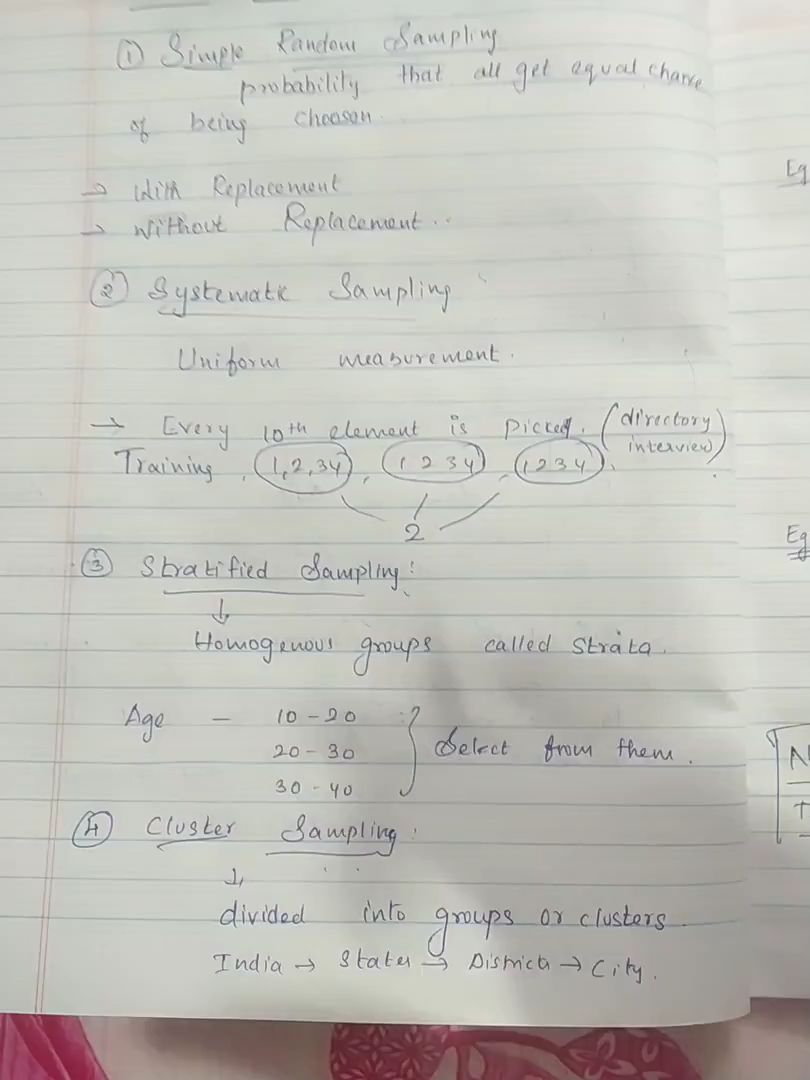 ① Simple Random Sampling
probability that all get equal chance
of being choosen.
→ With Replacement
→ Without Replacement..
② Systematic Sampling
Uniform measurement.
→ Every 10th element is picked. (directory interview)
Training, (1,2,3 4), (1 2 3 4), (1 2 3 4).
2
③ Stratified Sampling:
↓
Homogenous groups called strata.
Age - 10-20
20-30 } Select from them.
30-40
④ Cluster Sampling:
↓
divided into groups or clusters.
India → States → Districts → City.
Eg
Eg